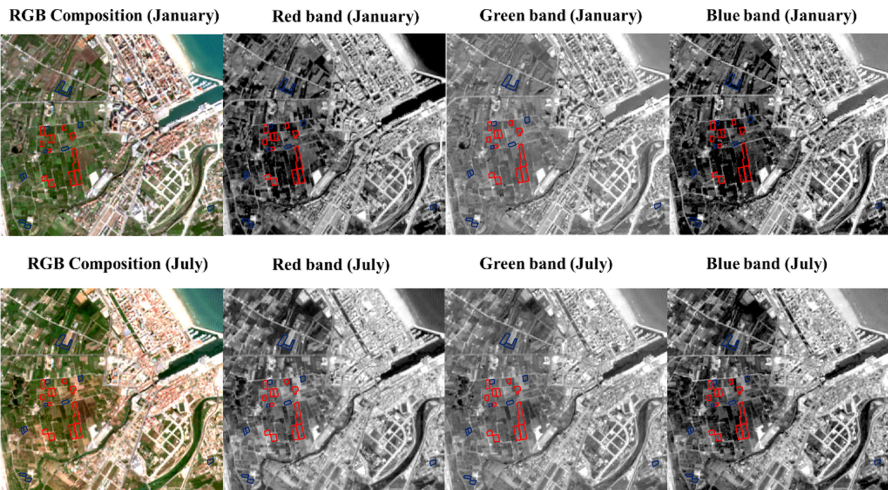 RGB Composition (January)
Red band (January)
Green band (January)
Blue band (January)
RGB Composition (July)
Red band (July)
Green band (July)
Blue band (July)